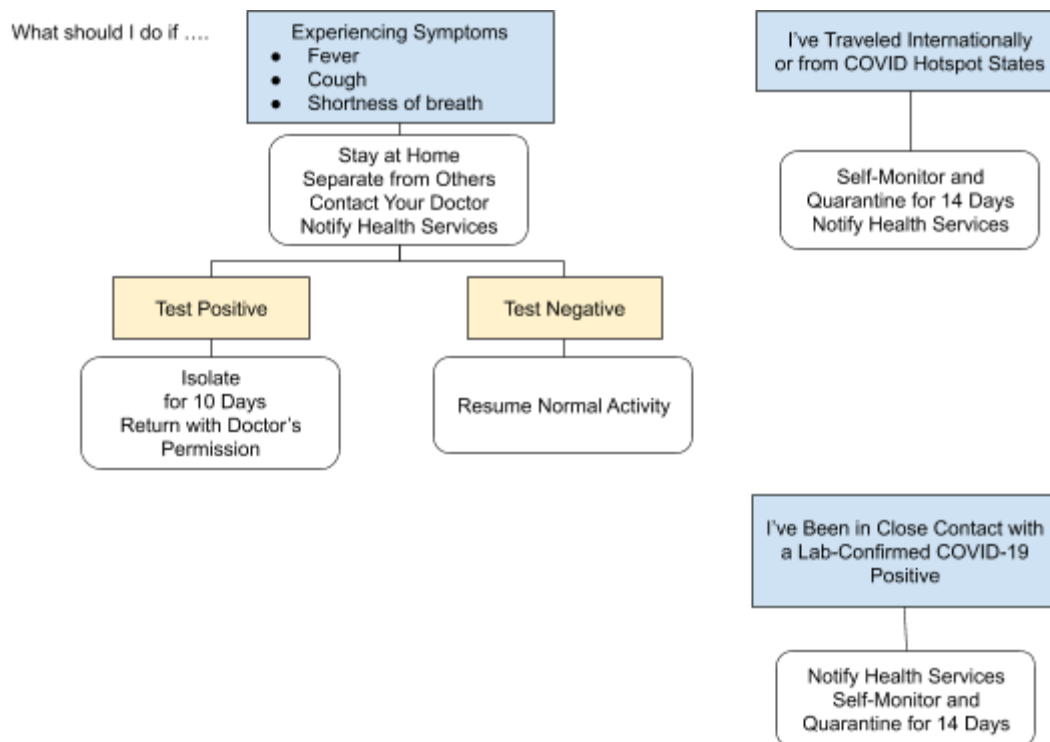 What should I do if ....
Experiencing Symptoms
● Fever
● Cough
● Shortness of breath
Stay at Home
Separate from Others
Contact Your Doctor
Notify Health Services
Test Positive
Isolate
for 10 Days
Return with Doctor's
Permission
Test Negative
Resume Normal Activity
I've Traveled Internationally
or from COVID Hotspot States
Self-Monitor and
Quarantine for 14 Days
Notify Health Services
I've Been in Close Contact with
a Lab-Confirmed COVID-19
Positive
Notify Health Services
Self-Monitor and
Quarantine for 14 Days